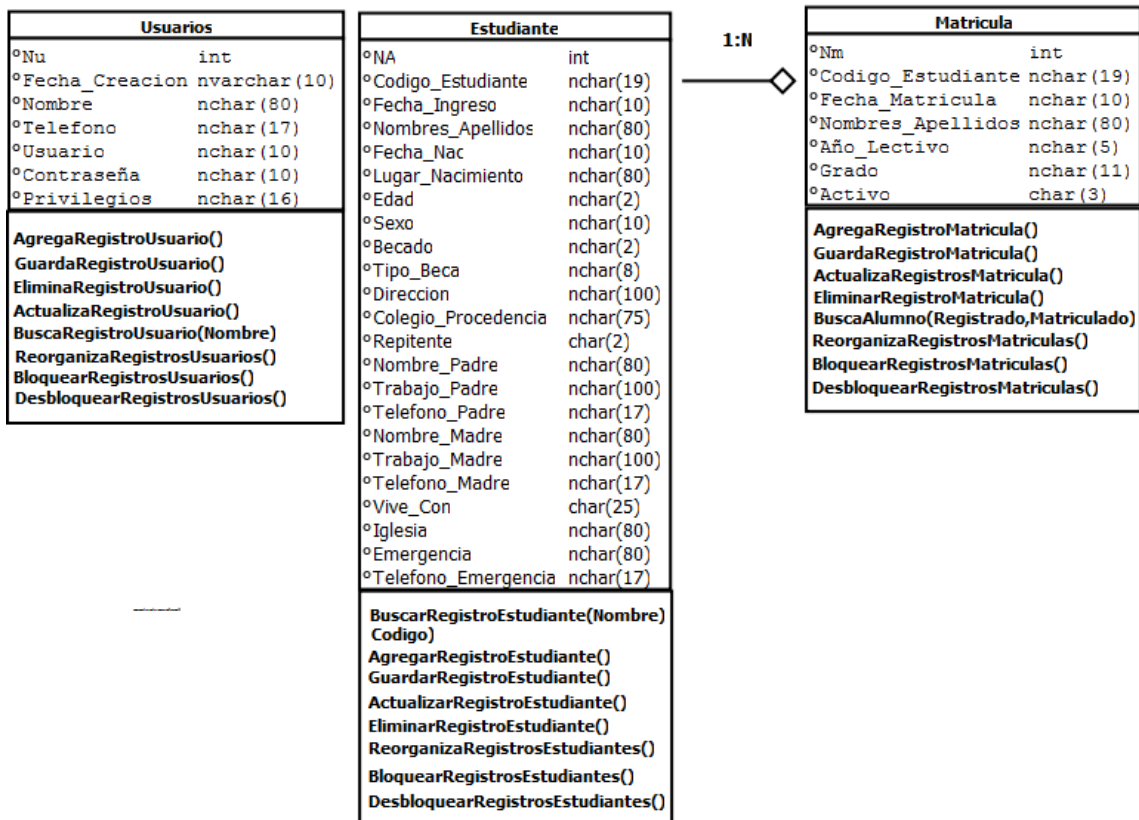 Usuarios
°Nu int
°Fecha_Creacion nvarchar(10)
°Nombre nchar(80)
°Telefono nchar(17)
°Usuario nchar(10)
°Contraseña nchar(10)
°Privilegios nchar(16)
AgregaRegistroUsuario()
GuardaRegistroUsuario()
EliminaRegistroUsuario()
ActualizaRegistroUsuario()
BuscaRegistroUsuario(Nombre)
ReorganizaRegistrosUsuarios()
BloquearRegistrosUsuarios()
DesbloquearRegistrosUsuarios()
Estudiante
°NA int
°Codigo_Estudiante nchar(19)
°Fecha_Ingreso nchar(10)
°Nombres_Apellidos nchar(80)
°Fecha_Nac nchar(10)
°Lugar_Nacimiento nchar(80)
°Edad nchar(2)
°Sexo nchar(10)
°Becado nchar(2)
°Tipo_Beca nchar(8)
°Direccion nchar(100)
°Colegio_Procedencia nchar(75)
°Repitente char(2)
°Nombre_Padre nchar(80)
°Trabajo_Padre nchar(100)
°Telefono_Padre nchar(17)
°Nombre_Madre nchar(80)
°Trabajo_Madre nchar(100)
°Telefono_Madre nchar(17)
°Vive_Con char(25)
°Iglesia nchar(80)
°Emergencia nchar(80)
°Telefono_Emergencia nchar(17)
BuscarRegistroEstudiante(Nombre)
Codigo)
AgregarRegistroEstudiante()
GuardarRegistroEstudiante()
ActualizarRegistroEstudiante()
EliminarRegistroEstudiante()
ReorganizaRegistrosEstudiantes()
BloquearRegistrosEstudiantes()
DesbloquearRegistrosEstudiantes()
1:N
Matricula
°Nm int
°Codigo_Estudiante nchar(19)
°Fecha_Matricula nchar(10)
°Nombres_Apellidos nchar(80)
°Año_Lectivo nchar(5)
°Grado nchar(11)
°Activo char(3)
AgregaRegistroMatricula()
GuardaRegistroMatricula()
ActualizaRegistrosMatricula()
EliminarRegistroMatricula()
BuscaAlumno(Registrado,Matriculado)
ReorganizaRegistrosMatriculas()
BloquearRegistrosMatriculas()
DesbloquearRegistrosMatriculas()